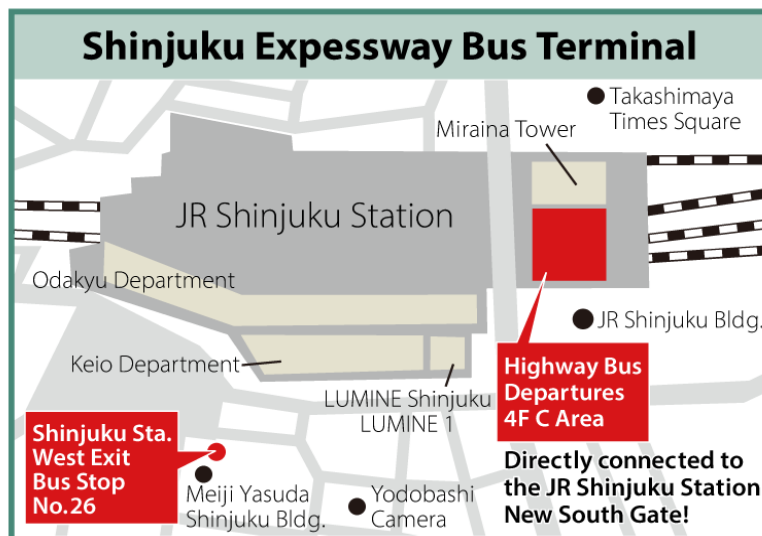 Shinjuku Expessway Bus Terminal
Takashimaya
Times Square
Miraina Tower
JR Shinjuku Station
Odakyu Department
JR Shinjuku Bldg.
Keio Department
Highway Bus
Departures
4F C Area
LUMINE Shinjuku
LUMINE 1
Shinjuku Sta.
West Exit
Bus Stop
No.26
Directly connected to
the JR Shinjuku Station
New South Gate!
Meiji Yasuda
Shinjuku Bldg.
Yodobashi
Camera